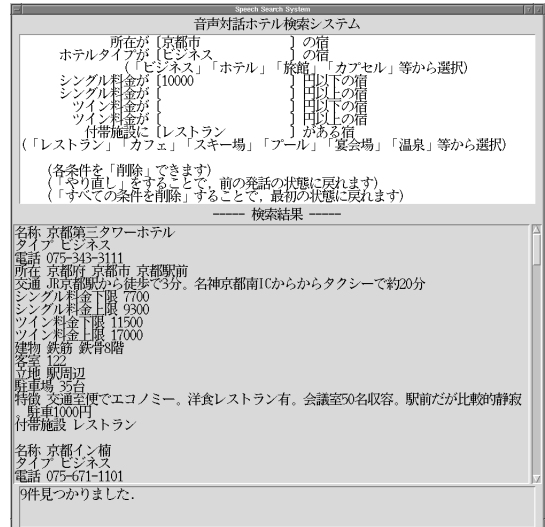 Speech Search System
音声対話ホテル検索システム
所在が [京都市 ] の宿
ホテルタイプが [ビジネス ] の宿
(「ビジネス」「ホテル」「旅館」「カプセル」等から選択)
シングル料金が [10000 ] 円以下の宿
シングル料金が [ ] 円以上の宿
ツイン料金が [ ] 円以下の宿
ツイン料金が [ ] 円以上の宿
付帯施設に [レストラン ] がある宿
(「レストラン」「カフェ」「スキー場」「プール」「宴会場」「温泉」等から選択)
(各条件を「削除」できます)
(「やり直し」をすることで, 前の発話の状態に戻れます)
(「すべての条件を削除」することで, 最初の状態に戻れます)
----- 検索結果 -----
名称 京都第三タワーホテル
タイプ ビジネス
電話 075-343-3111
所在 京都府 京都市 京都駅前
交通 JR京都駅から徒歩で3分。名神京都南ICからからタクシーで約20分
シングル料金下限 7700
シングル料金上限 9300
ツイン料金下限 11500
ツイン料金上限 17000
建物 鉄筋 鉄骨8階
客室 122
立地 駅周辺
駐車場 35台
特徴 交通至便でエコノミー。洋食レストラン有。会議室50名収容。駅前だが比較的静寂
。駐車1000円
付帯施設 レストラン
名称 京都イン楠
タイプ ビジネス
電話 075-671-1101
9件見つかりました.